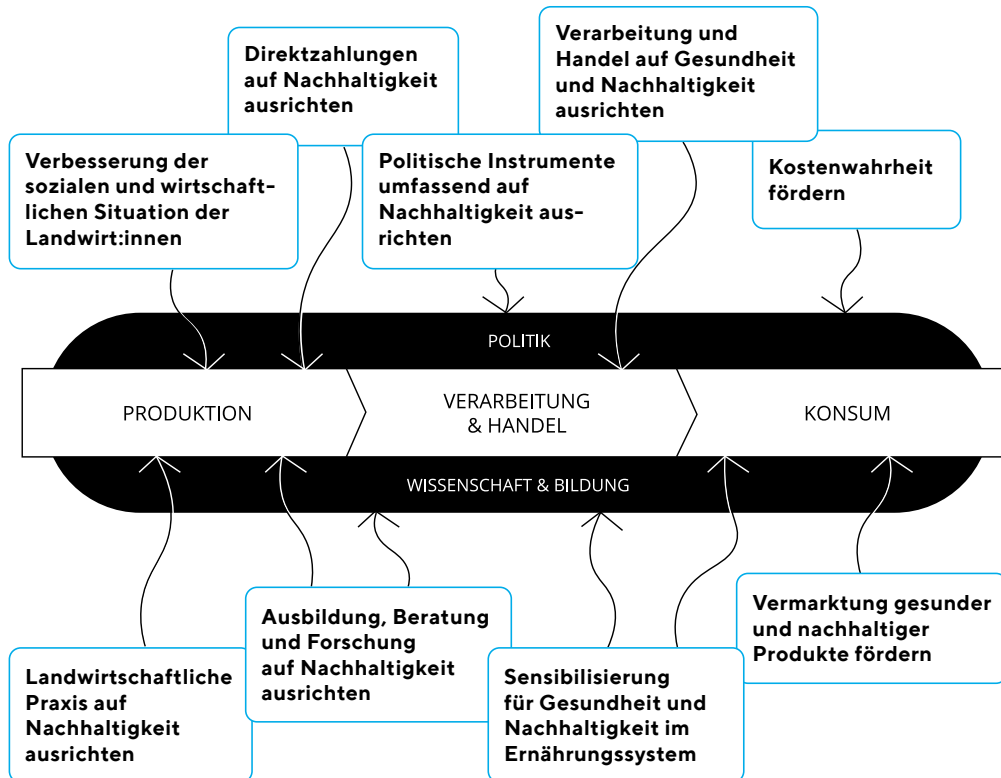 Direktzahlungen
auf Nachhaltigkeit
ausrichten
Verarbeitung und
Handel auf Gesundheit
und Nachhaltigkeit
ausrichten
Verbesserung der
sozialen und wirtschaft-
lichen Situation der
Landwirt:innen
Politische Instrumente
umfassend auf
Nachhaltigkeit aus-
richten
Kostenwahrheit
fördern
POLITIK
PRODUKTION
VERARBEITUNG
& HANDEL
KONSUM
WISSENSCHAFT & BILDUNG
Landwirtschaftliche
Praxis auf
Nachhaltigkeit
ausrichten
Ausbildung, Beratung
und Forschung
auf Nachhaltigkeit
ausrichten
Sensibilisierung
für Gesundheit und
Nachhaltigkeit im
Ernährungssystem
Vermarktung gesunder
und nachhaltiger
Produkte fördern